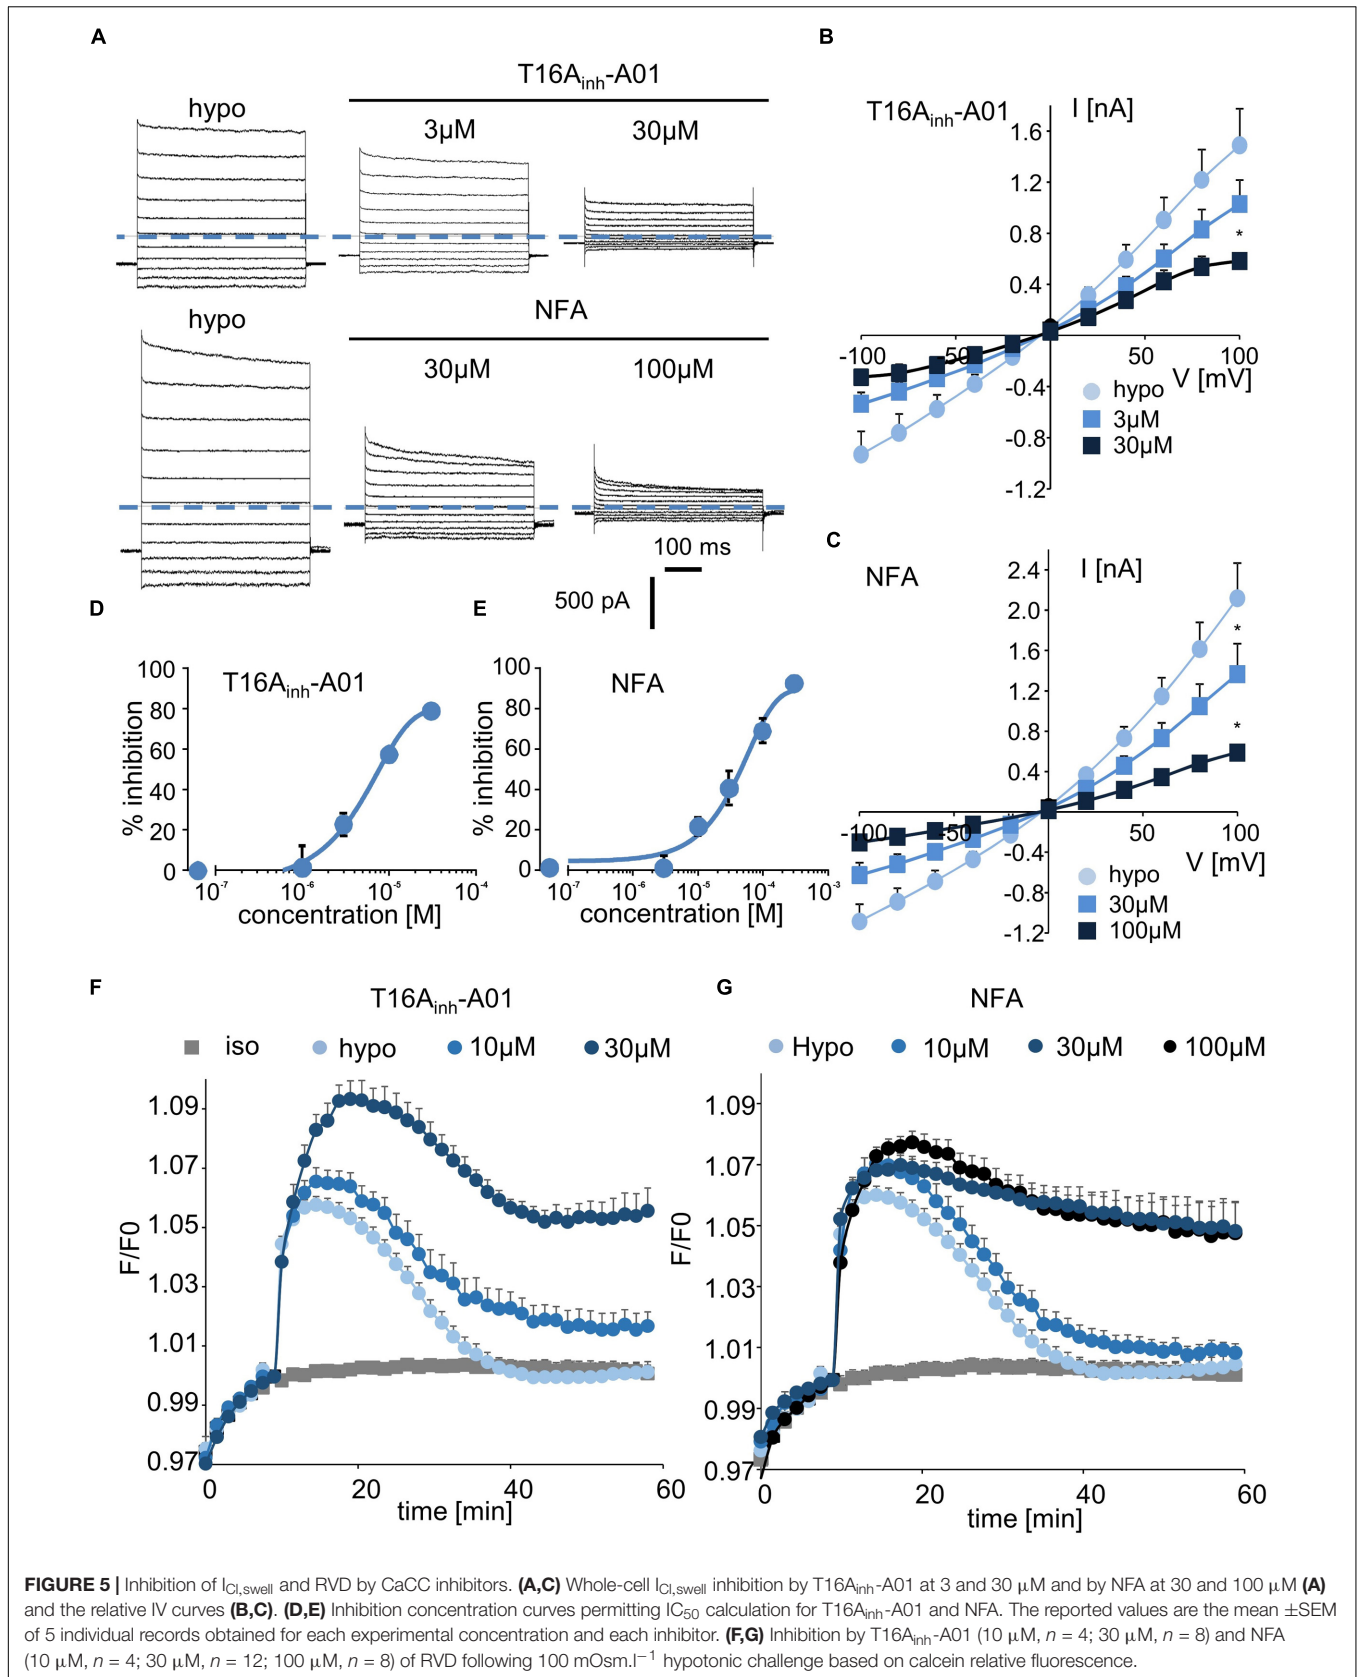 A
T16Ainh-A01
hypo
3µM
30µM
hypo
NFA
30µM
100µM
100 ms
500 pA
B
T16Ainh-A01
I [nA]
1.6
1.2
0.8
*
0.4
-100
-50
50
100
V [mV]
-0.4
-0.8
-1.2
hypo
3µM
30µM
C
NFA
I [nA]
2.4
2.0
*
1.6
1.2
0.8
*
0.4
-100
-50
50
100
V [mV]
-0.4
-0.8
-1.2
hypo
30µM
100µM
D
T16Ainh-A01
% inhibition
100
80
60
40
20
0
10-7
10-6
10-5
10-4
concentration [M]
E
NFA
% inhibition
100
80
60
40
20
0
10-7
10-6
10-5
10-4
10-3
concentration [M]
F
T16Ainh-A01
iso
hypo
10µM
30µM
F/F0
1.09
1.07
1.05
1.03
1.01
0.99
0.97
0
20
40
60
time [min]
G
NFA
Hypo
10µM
30µM
100µM
F/F0
1.09
1.07
1.05
1.03
1.01
0.99
0.97
0
20
40
60
time [min]
FIGURE 5 | Inhibition of ICl,swell and RVD by CaCC inhibitors. (A,C) Whole-cell ICl,swell inhibition by T16Ainh-A01 at 3 and 30 µM and by NFA at 30 and 100 µM (A)
and the relative IV curves (B,C). (D,E) Inhibition concentration curves permitting IC50 calculation for T16Ainh-A01 and NFA. The reported values are the mean ±SEM
of 5 individual records obtained for each experimental concentration and each inhibitor. (F,G) Inhibition by T16Ainh-A01 (10 µM, n = 4; 30 µM, n = 8) and NFA
(10 µM, n = 4; 30 µM, n = 12; 100 µM, n = 8) of RVD following 100 mOsm.l−1 hypotonic challenge based on calcein relative fluorescence.